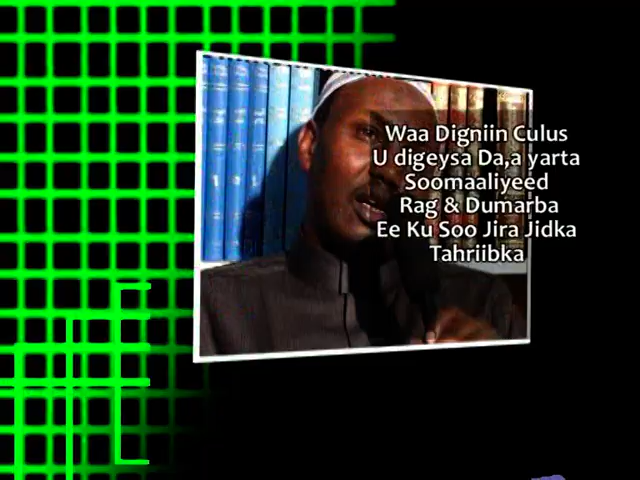 Waa Digniin Culus
U digeysa Da,a yarta
Soomaaliyeed
Rag & Dumarba
Ee Ku Soo Jira Jidka
Tahriibka